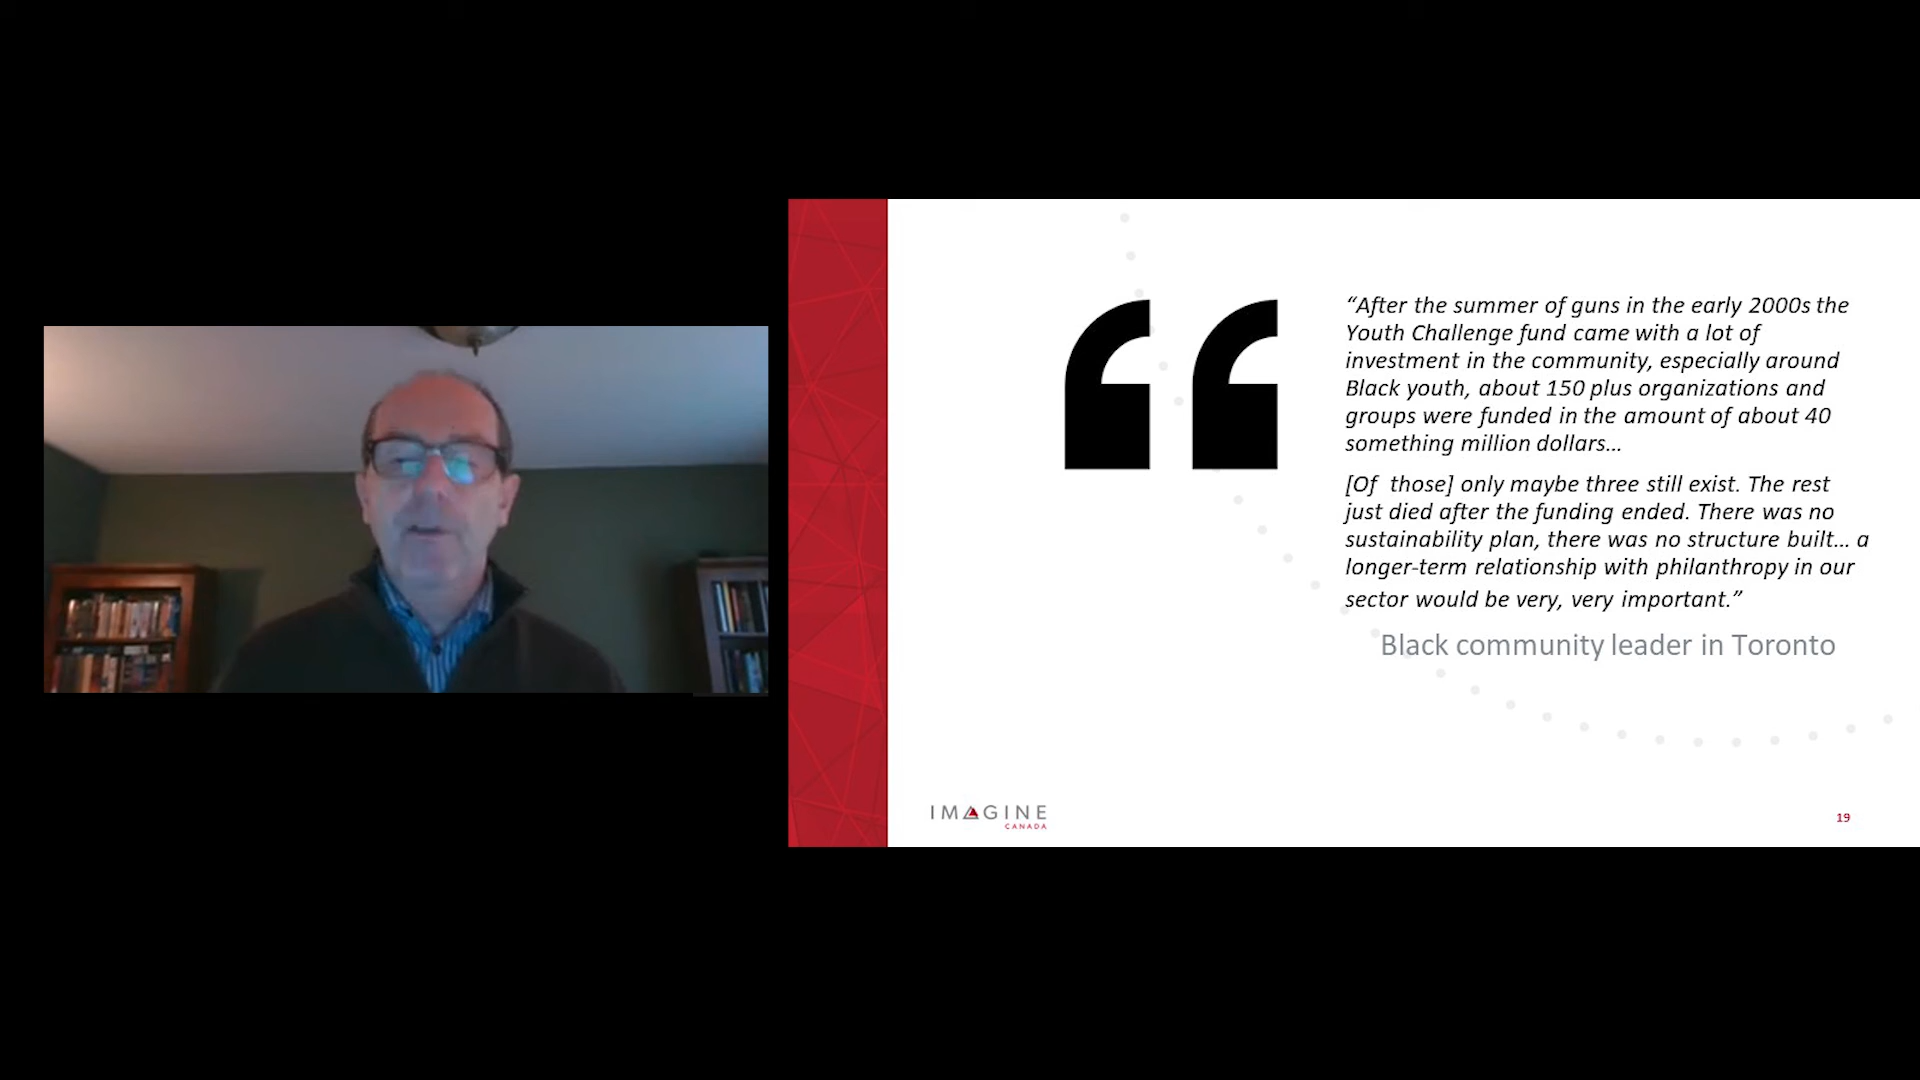 “After the summer of guns in the early 2000s the
Youth Challenge fund came with a lot of
investment in the community, especially around
Black youth, about 150 plus organizations and
groups were funded in the amount of about 40
something million dollars...
[Of those] only maybe three still exist. The rest
just died after the funding ended. There was no
sustainability plan, there was no structure built... a
longer-term relationship with philanthropy in our
sector would be very, very important.”
Black community leader in Toronto
IMAGINE
CANADA
19